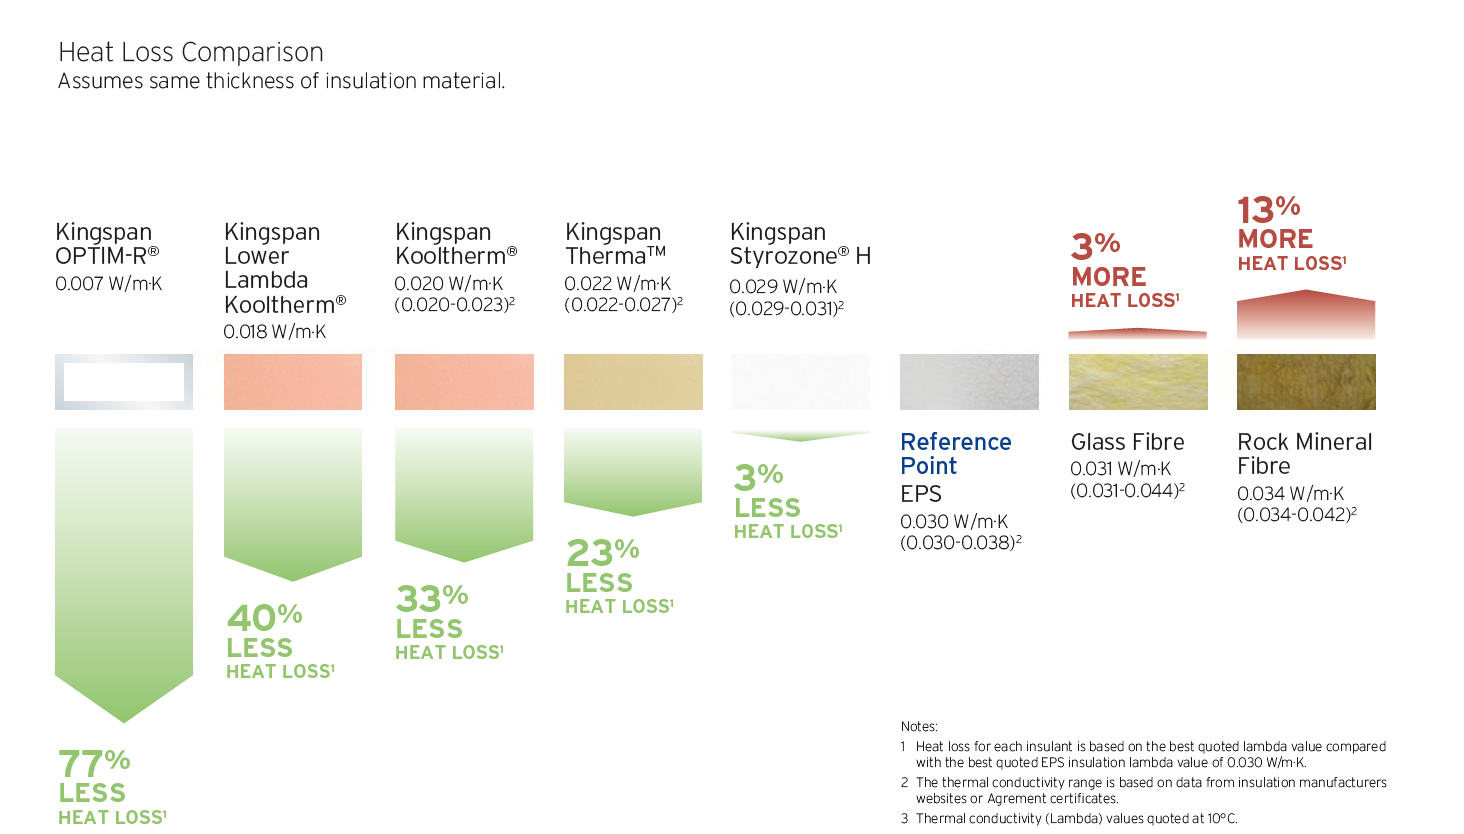 Heat Loss Comparison
Assumes same thickness of insulation material.
Kingspan
OPTIM-R®
0.007 W/m·K
Kingspan
Lower
Lambda
Kooltherm®
0.018 W/m·K
Kingspan
Kooltherm®
0.020 W/m·K
(0.020-0.023)²
Kingspan
Therma™
0.022 W/m·K
(0.022-0.027)²
Kingspan
Styrozone® H
0.029 W/m·K
(0.029-0.031)²
3%
MORE
HEAT LOSS¹
13%
MORE
HEAT LOSS¹
77%
LESS
HEAT LOSS¹
40%
LESS
HEAT LOSS¹
33%
LESS
HEAT LOSS¹
23%
LESS
HEAT LOSS¹
3%
LESS
HEAT LOSS¹
Reference
Point
EPS
0.030 W/m·K
(0.030-0.038)²
Glass Fibre
0.031 W/m·K
(0.031-0.044)²
Rock Mineral
Fibre
0.034 W/m·K
(0.034-0.042)²
Notes:
1 Heat loss for each insulant is based on the best quoted lambda value compared
with the best quoted EPS insulation lambda value of 0.030 W/m·K.
2 The thermal conductivity range is based on data from insulation manufacturers
websites or Agrement certificates.
3 Thermal conductivity (Lambda) values quoted at 10°C.